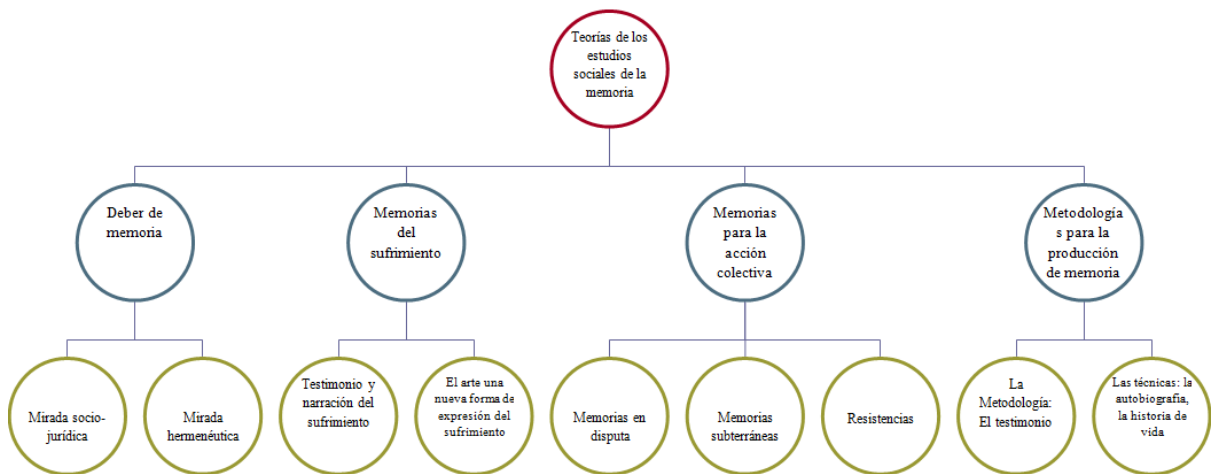 Teorías de los
estudios
sociales de la
memoria
Deber de
memoria
Memorias
del
sufrimiento
Memorias
para la
acción
colectiva
Metodología
s para la
producción
de memoria
Mirada socio-
jurídica
Mirada
hermenéutica
Testimonio y
narración del
sufrimiento
El arte una
nueva forma de
expresión del
sufrimiento
Memorias en
disputa
Memorias
subterráneas
Resistencias
La
Metodología:
El testimonio
Las técnicas: la
autobiografía,
la historia de
vida